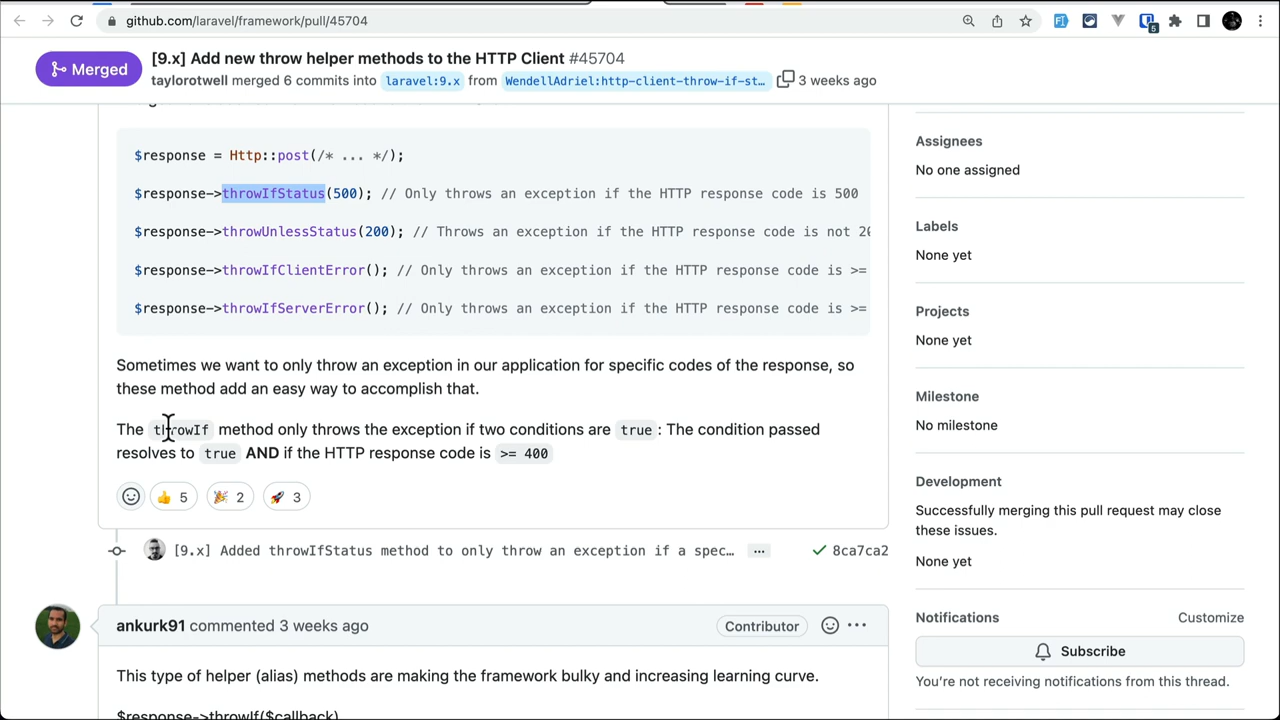 github.com/laravel/framework/pull/45704
5
Merged
[9.x] Add new throw helper methods to the HTTP Client #45704
taylorotwell merged 6 commits into laravel:9.x from WendellAdriel:http-client-throw-if-st… 3 weeks ago
$response = Http::post(/* ... */);
$response->throwIfStatus(500); // Only throws an exception if the HTTP response code is 500
$response->throwUnlessStatus(200); // Throws an exception if the HTTP response code is not 20
$response->throwIfClientError(); // Only throws an exception if the HTTP response code is >=
$response->throwIfServerError(); // Only throws an exception if the HTTP response code is >=
Sometimes we want to only throw an exception in our application for specific codes of the response, so
these method add an easy way to accomplish that.
The throwIf method only throws the exception if two conditions are true: The condition passed
resolves to true AND if the HTTP response code is >= 400
👍 5 🎉 2 🚀 3
[9.x] Added throwIfStatus method to only throw an exception if a spec… ... 8ca7ca2
ankurk91 commented 3 weeks ago Contributor
This type of helper (alias) methods are making the framework bulky and increasing learning curve.
$response->throwIf($callback)
Assignees
No one assigned
Labels
None yet
Projects
None yet
Milestone
No milestone
Development
Successfully merging this pull request may close
these issues.
None yet
Notifications Customize
Subscribe
You're not receiving notifications from this thread.